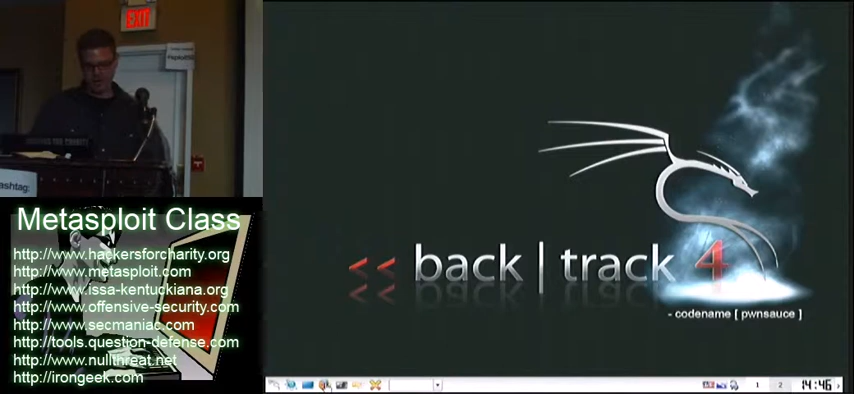 EXIT
ashtag:
Metasploit Class
http://www.hackersforcharity.org
http://www.metasploit.com
http://www.issa-kentuckiana.org
http://www.offensive-security.com
http://www.secmaniac.com
http://tools.question-defense.com
http://www.nullthreat.net
http://irongeek.com
<< back | track 4
- codename [ pwnsauce ]
1 2 14:46